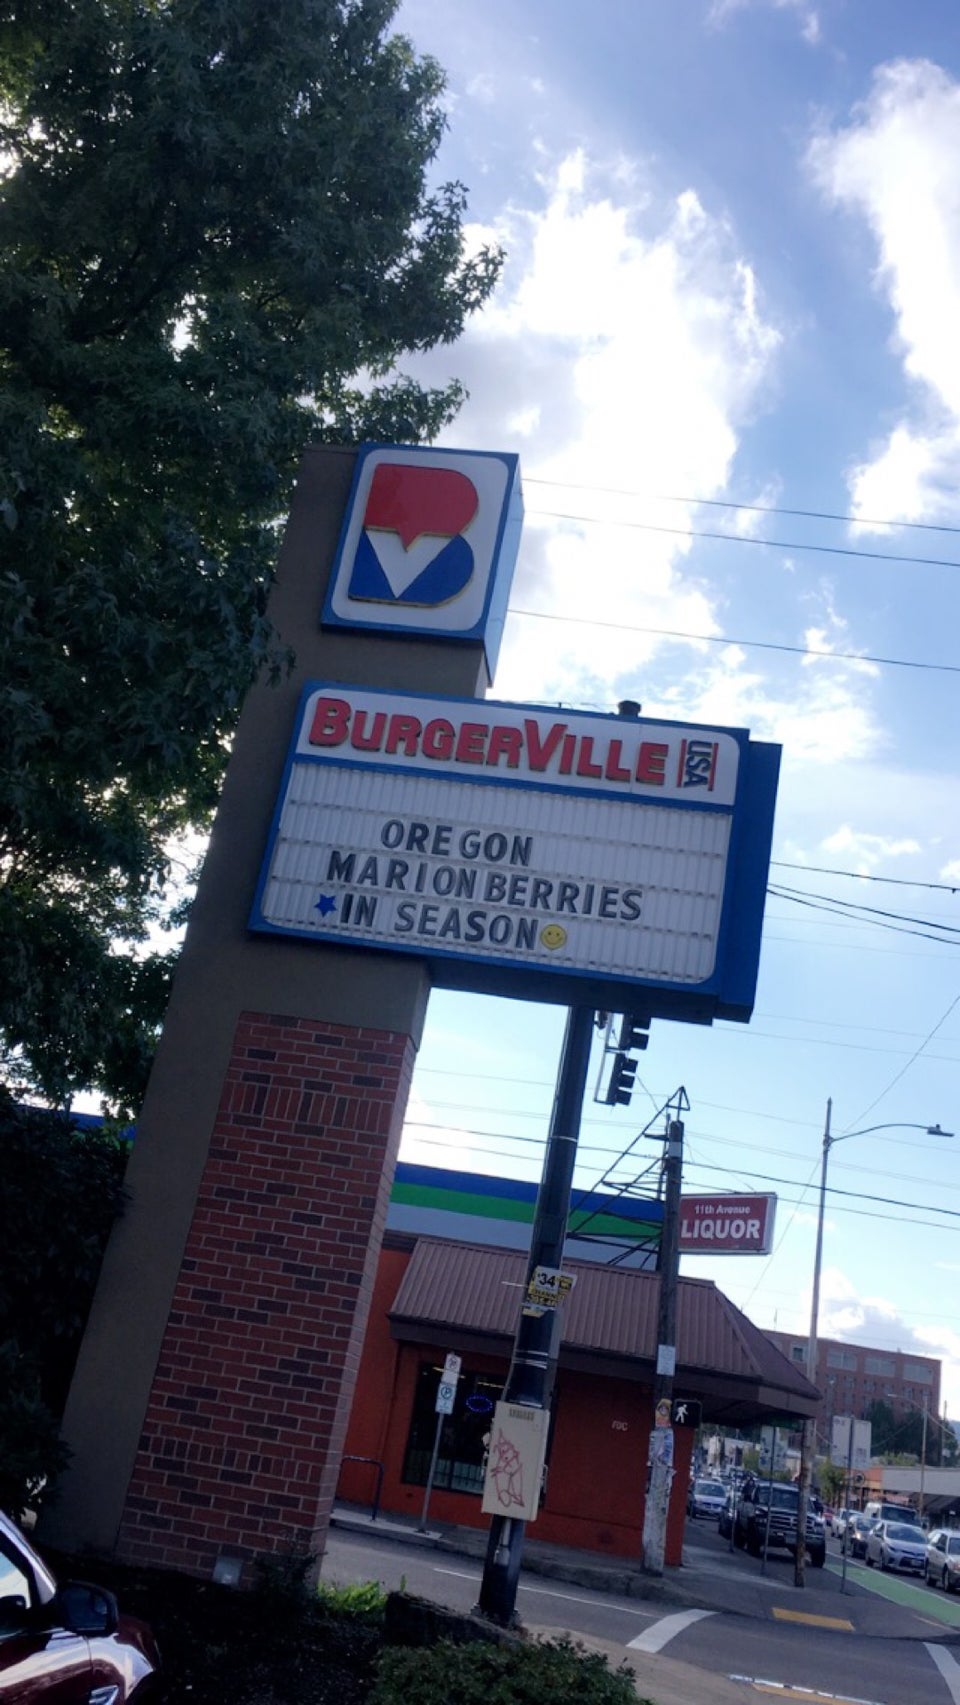 B
BURGERVILLE USA
OREGON
MARIONBERRIES
IN SEASON
11th Avenue
LIQUOR
34